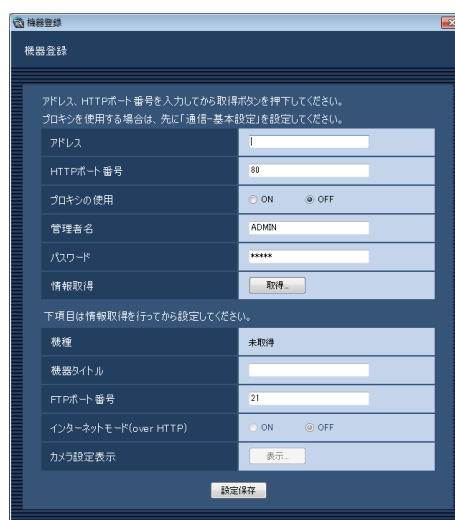 機器登録
機器登録
アドレス、HTTPポート番号を入力してから取得ボタンを押下してください。
プロキシを使用する場合は、先に「通信-基本設定」を設定してください。
アドレス
HTTPポート番号 80
プロキシの使用 ON OFF
管理者名 ADMIN
パスワード *****
情報取得 取得...
下項目は情報取得を行ってから設定してください。
機種 未取得
機器タイトル
FTPポート番号 21
インターネットモード(over HTTP) ON OFF
カメラ設定表示 表示...
設定保存